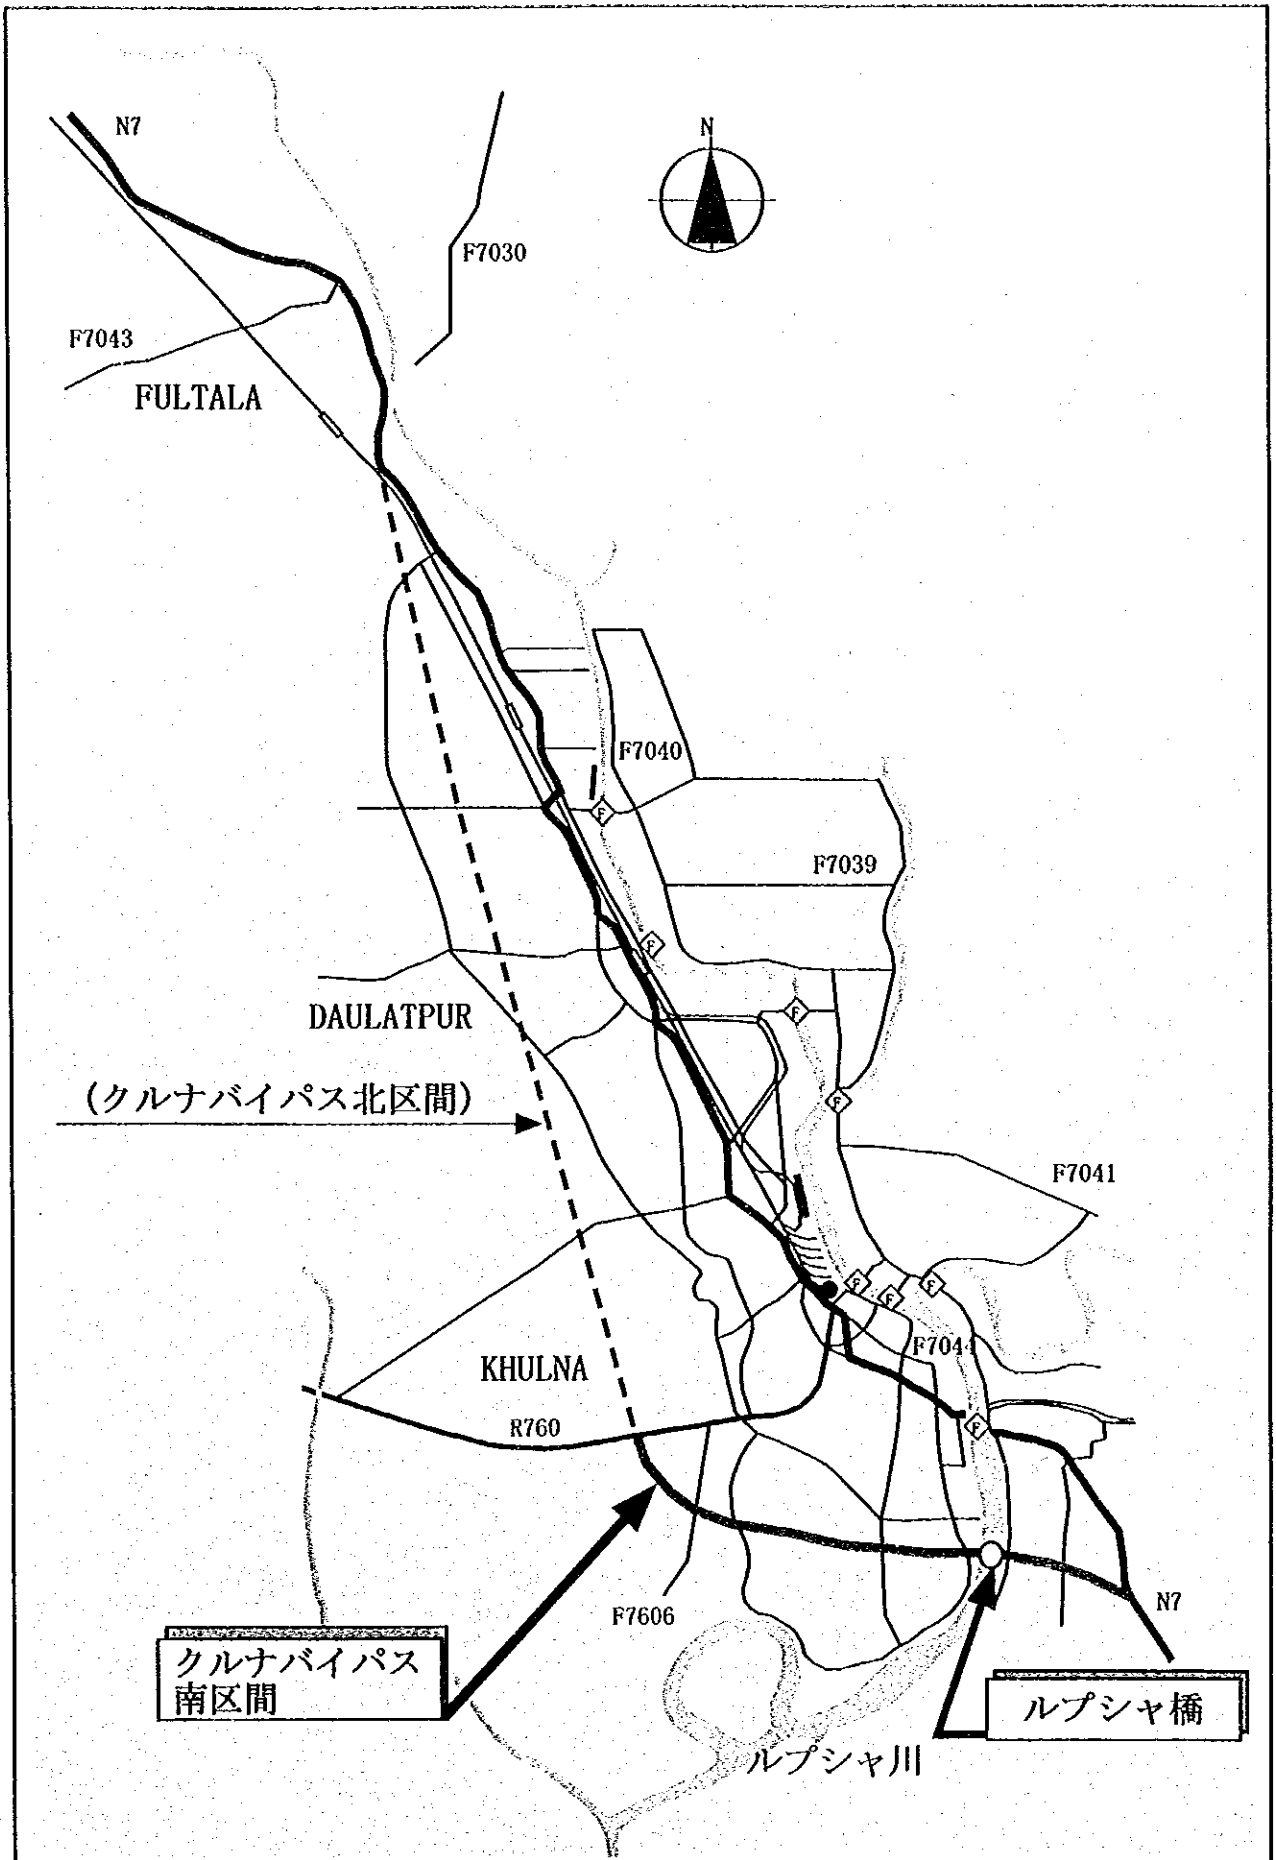 N7
N
F7030
F7043
FULTALA
F7040
F
F7039
F
DAULATPUR
F
(クルナバイパス北区間)
F
F7041
F
F
F
F7044
KHULNA
R760
F
F7606
N7
クルナバイパス
南区間
ルプシャ橋
ルプシャ川